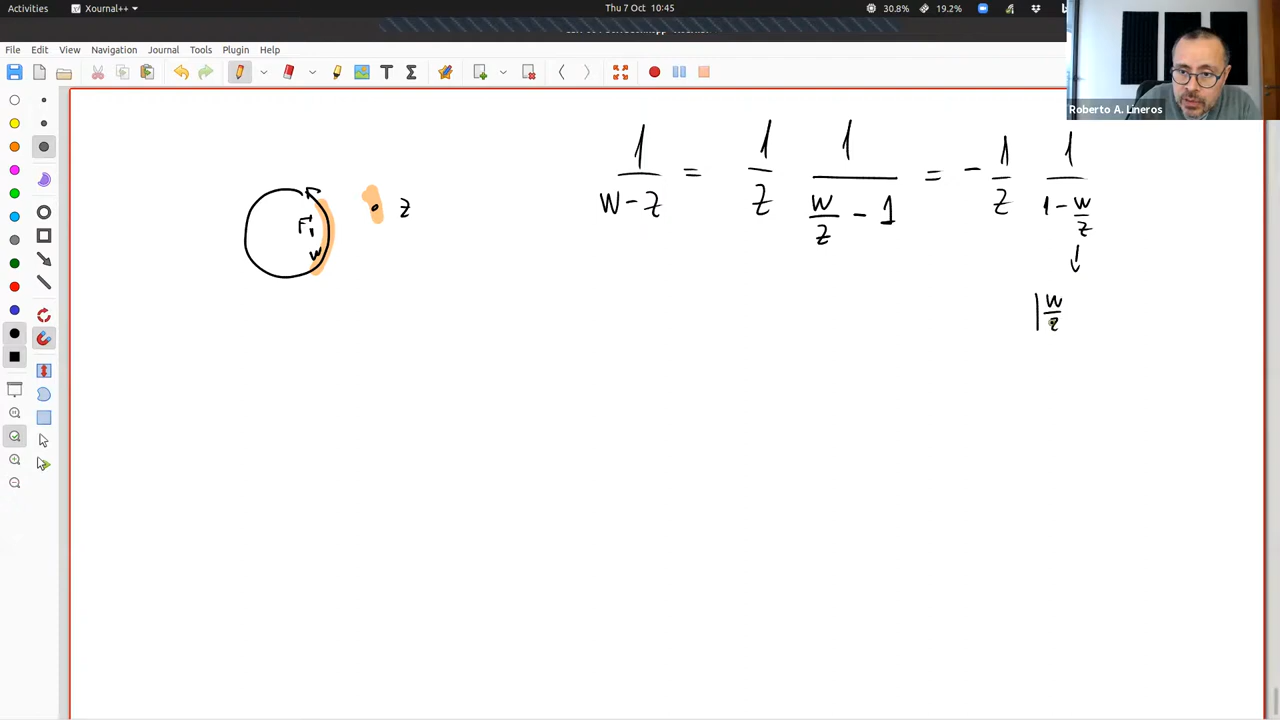 Activities Xournal++ Thu 7 Oct 10:45 30.8% 19.2%
File Edit View Navigation Journal Tools Plugin Help
Roberto A. Lineros
1/(w-z) = 1/z 1/(w/z - 1) = - 1/z 1/(1 - w/z)
z
Γ1
w
↓
|w/z